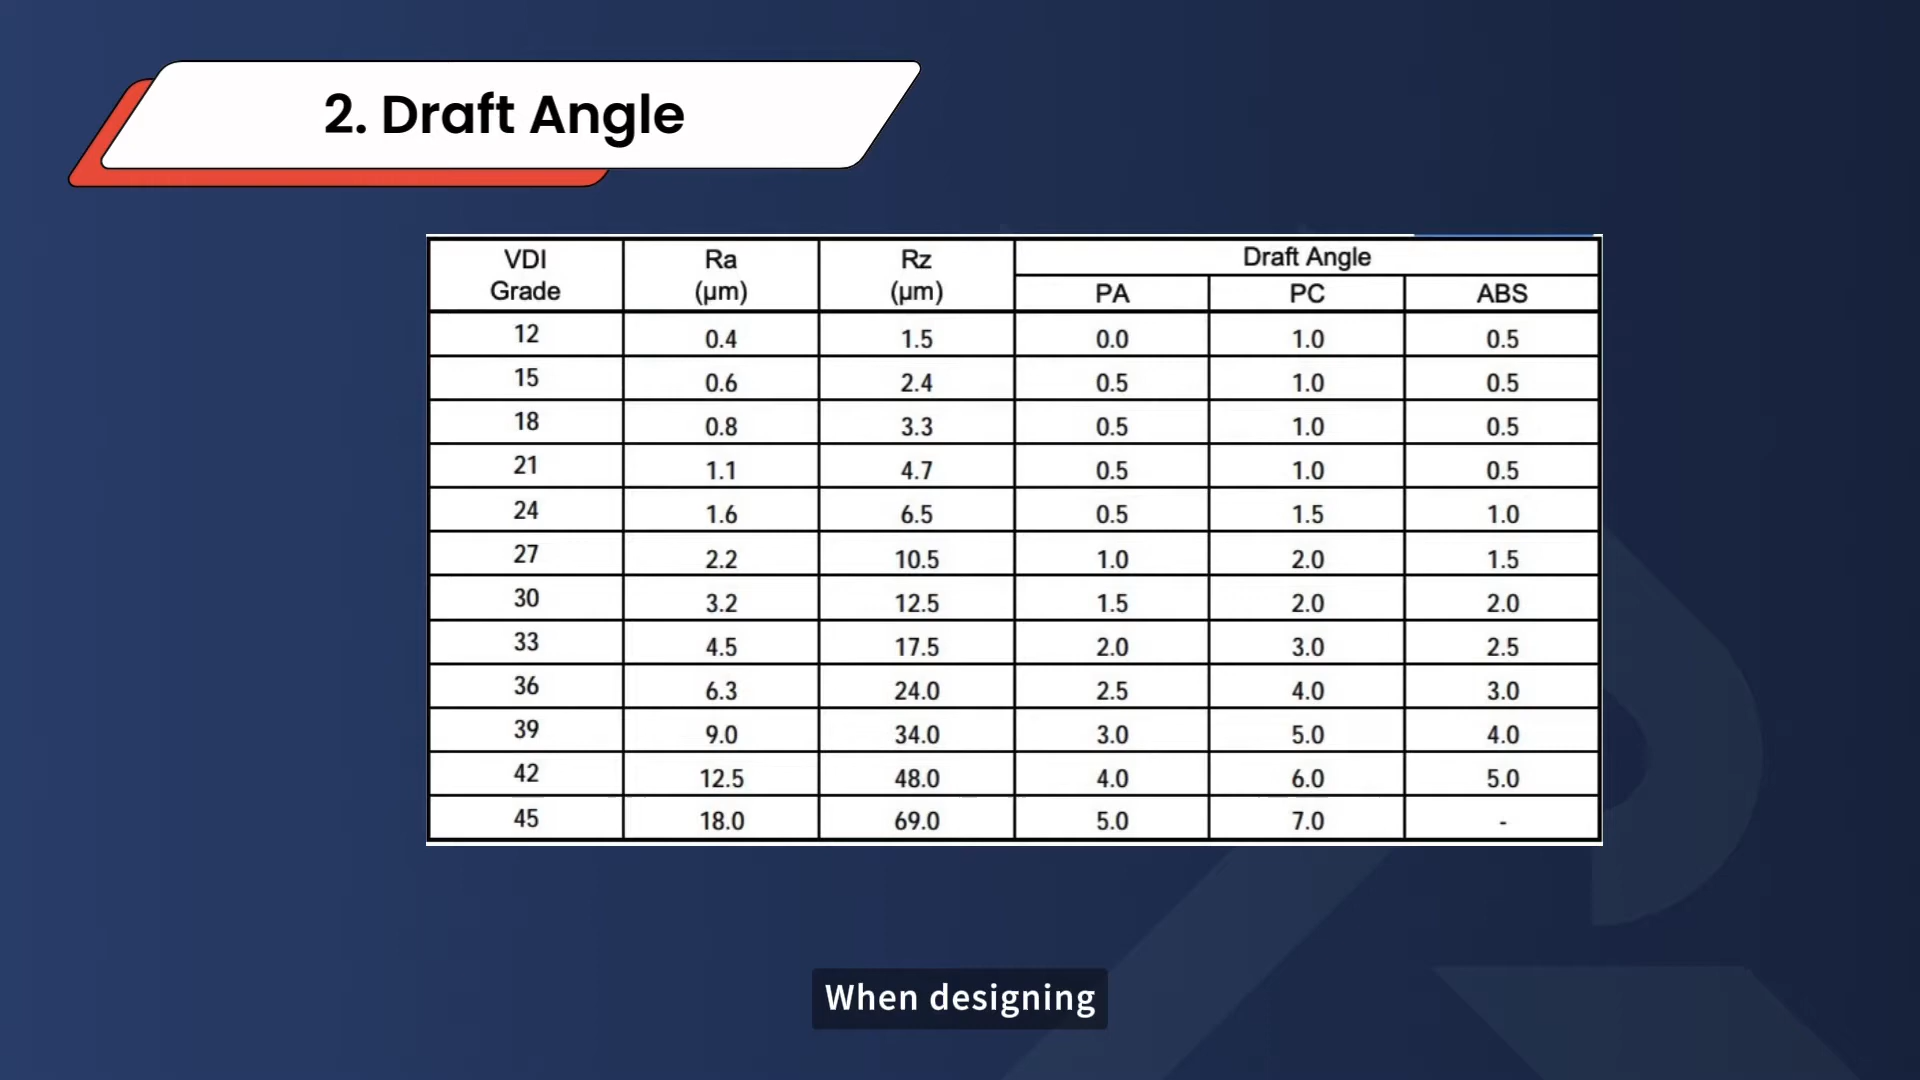 2. Draft Angle
VDI Grade Ra (μm) Rz (μm) Draft Angle
PA PC ABS
12 0.4 1.5 0.0 1.0 0.5
15 0.6 2.4 0.5 1.0 0.5
18 0.8 3.3 0.5 1.0 0.5
21 1.1 4.7 0.5 1.0 0.5
24 1.6 6.5 0.5 1.5 1.0
27 2.2 10.5 1.0 2.0 1.5
30 3.2 12.5 1.5 2.0 2.0
33 4.5 17.5 2.0 3.0 2.5
36 6.3 24.0 2.5 4.0 3.0
39 9.0 34.0 3.0 5.0 4.0
42 12.5 48.0 4.0 6.0 5.0
45 18.0 69.0 5.0 7.0 -
When designing